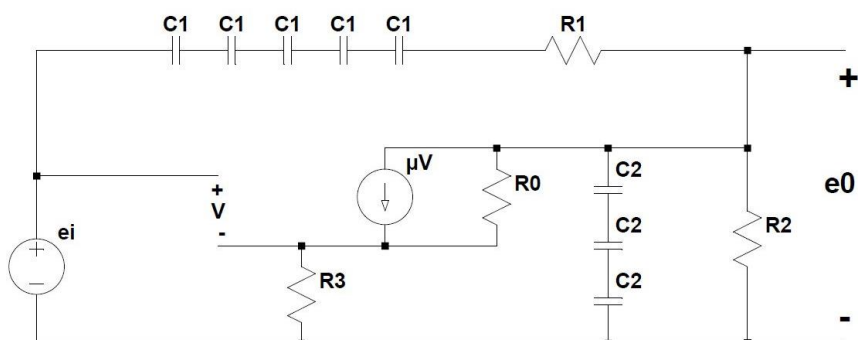 C1 C1 C1 C1 C1 R1
+
µV
R0
C2
e0
+
V
-
ei
C2
R2
R3
C2
-